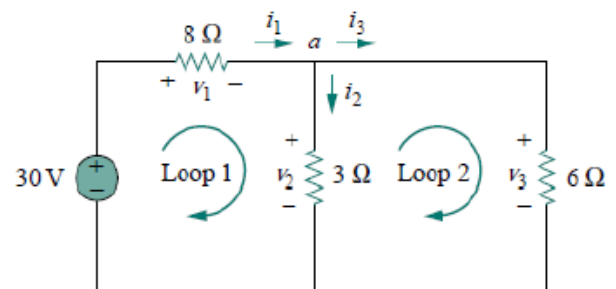 8 Ω i₁ a i₃
+ v₁ − i₂
30 V + − Loop 1 + v₂ − 3 Ω Loop 2 + v₃ − 6 Ω